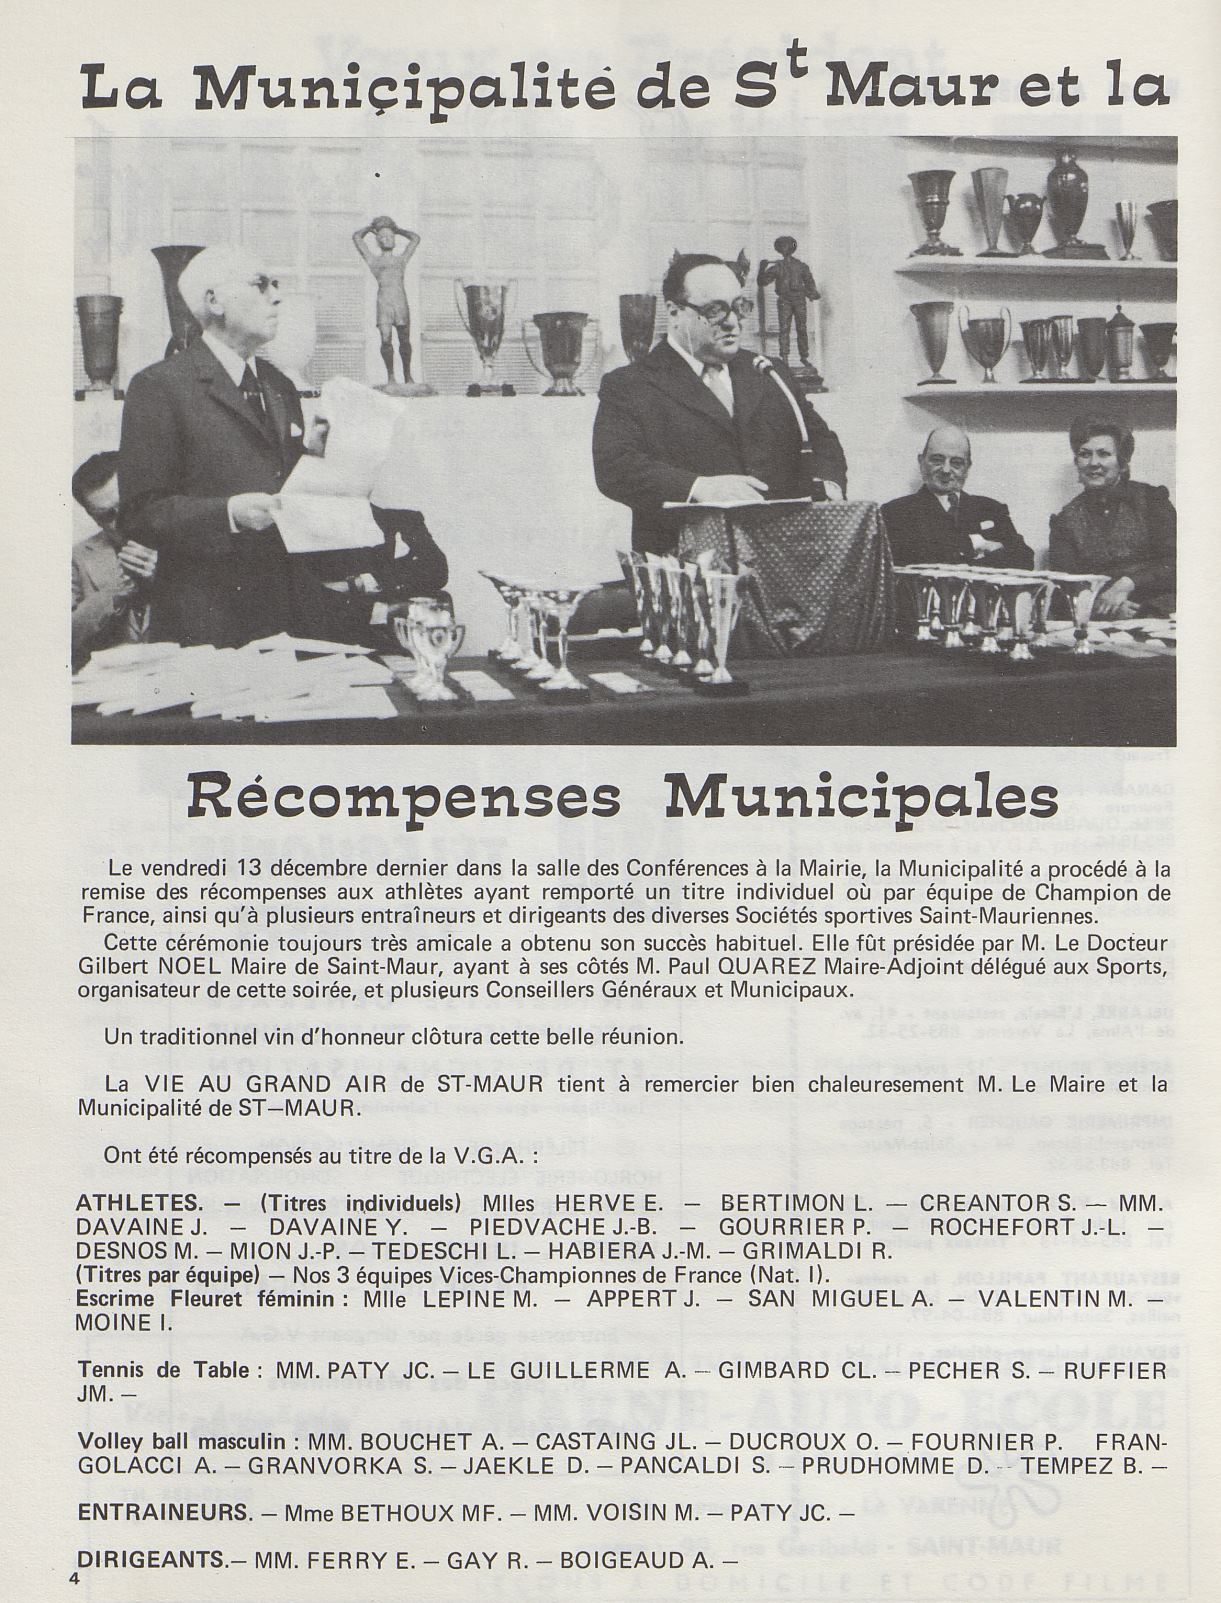 La Muniçipalité de St Maur et la
Récompenses Municipales
Le vendredi 13 décembre dernier dans la salle des Conférences à la Mairie, la Municipalité a procédé à la
remise des récompenses aux athlètes ayant remporté un titre individuel où par équipe de Champion de
France, ainsi qu'à plusieurs entraîneurs et dirigeants des diverses Sociétés sportives Saint-Mauriennes.
Cette cérémonie toujours très amicale a obtenu son succès habituel. Elle fût présidée par M. Le Docteur
Gilbert NOEL Maire de Saint-Maur, ayant à ses côtés M. Paul QUAREZ Maire-Adjoint délégué aux Sports,
organisateur de cette soirée, et plusieurs Conseillers Généraux et Municipaux.
Un traditionnel vin d'honneur clôtura cette belle réunion.
La VIE AU GRAND AIR de ST-MAUR tient à remercier bien chaleuresement M. Le Maire et la
Municipalité de ST—MAUR.
Ont été récompensés au titre de la V.G.A. :
ATHLETES. — (Titres individuels) Mlles HERVE E. — BERTIMON L. — CREANTOR S. — MM.
DAVAINE J. — DAVAINE Y. — PIEDVACHE J.-B. — GOURRIER P. — ROCHEFORT J.-L. —
DESNOS M. — MION J.-P. — TEDESCHI L. — HABIERA J.-M. — GRIMALDI R.
(Titres par équipe) — Nos 3 équipes Vices-Championnes de France (Nat. I).
Escrime Fleuret féminin : Mlle LEPINE M. — APPERT J. — SAN MIGUEL A. — VALENTIN M. —
MOINE I.
Tennis de Table : MM. PATY JC. — LE GUILLERME A. — GIMBARD CL. — PECHER S. — RUFFIER
JM. —
Volley ball masculin : MM. BOUCHET A. — CASTAING JL. — DUCROUX O. — FOURNIER P. FRAN-
GOLACCI A. — GRANVORKA S. — JAEKLE D. — PANCALDI S. — PRUDHOMME D. -- TEMPEZ B. —
ENTRAINEURS. — Mme BETHOUX MF. — MM. VOISIN M. — PATY JC. —
DIRIGEANTS.— MM. FERRY E. — GAY R. — BOIGEAUD A. —
4